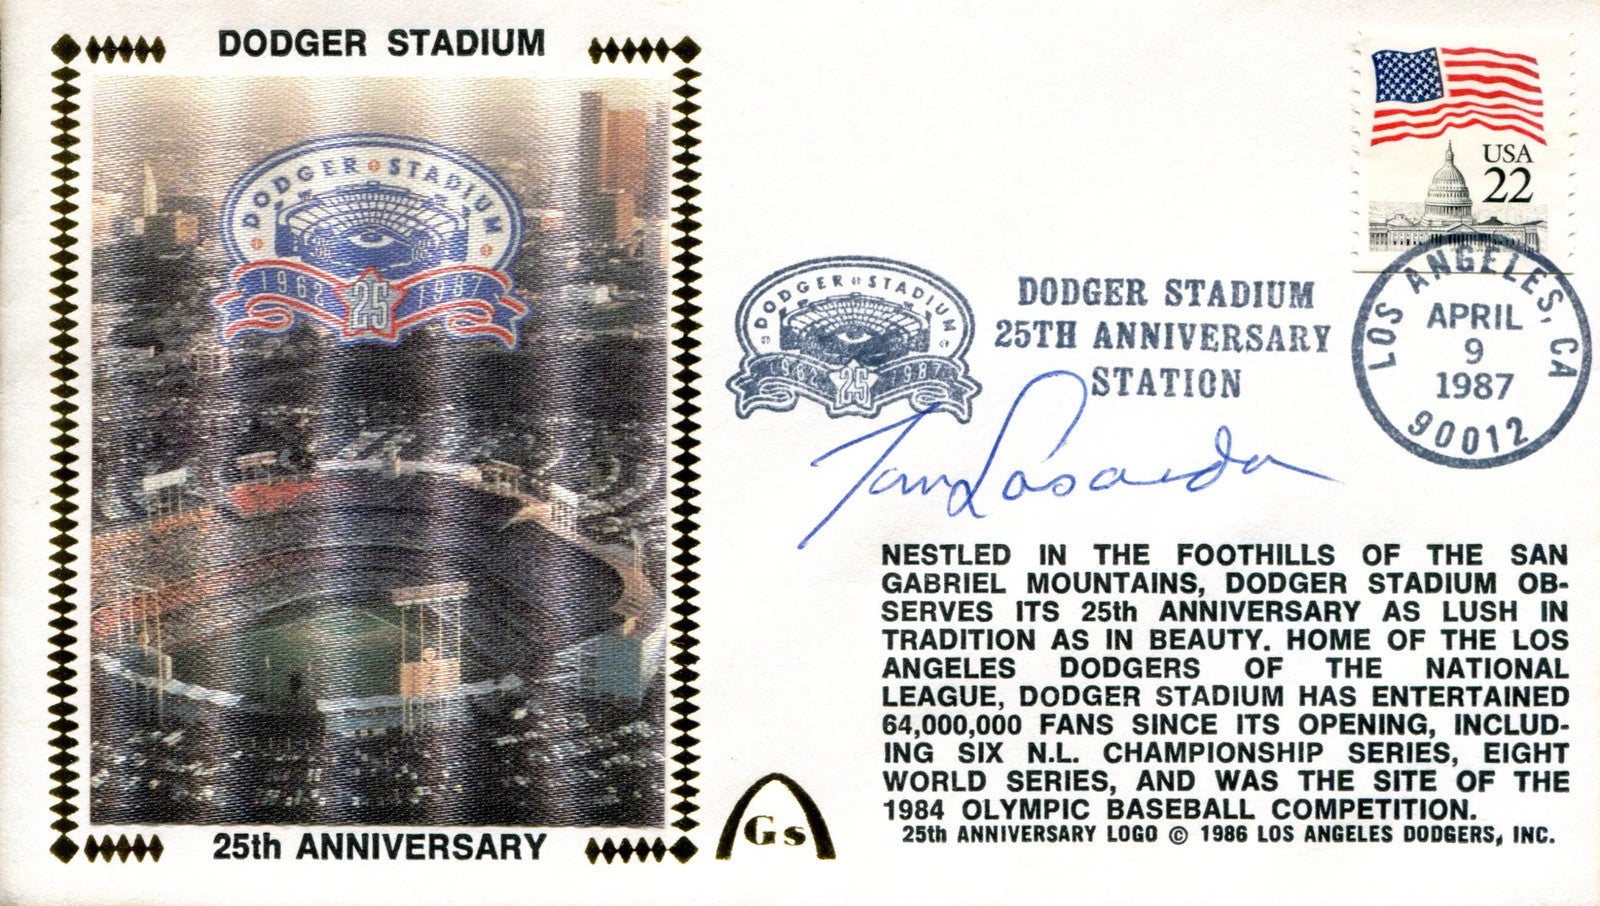 DODGER STADIUM
DODGER STADIUM
1962 25 1987
25th ANNIVERSARY
USA
22
LOS ANGELES, CA
APRIL
9
1987
90012
DODGER STADIUM
1962 25 1987
DODGER STADIUM
25TH ANNIVERSARY
STATION
Tom Lasorda
NESTLED IN THE FOOTHILLS OF THE SAN
GABRIEL MOUNTAINS, DODGER STADIUM OB-
SERVES ITS 25th ANNIVERSARY AS LUSH IN
TRADITION AS IN BEAUTY. HOME OF THE LOS
ANGELES DODGERS OF THE NATIONAL
LEAGUE, DODGER STADIUM HAS ENTERTAINED
64,000,000 FANS SINCE ITS OPENING, INCLUD-
ING SIX N.L. CHAMPIONSHIP SERIES, EIGHT
WORLD SERIES, AND WAS THE SITE OF THE
1984 OLYMPIC BASEBALL COMPETITION.
25th ANNIVERSARY LOGO © 1986 LOS ANGELES DODGERS, INC.
Gs